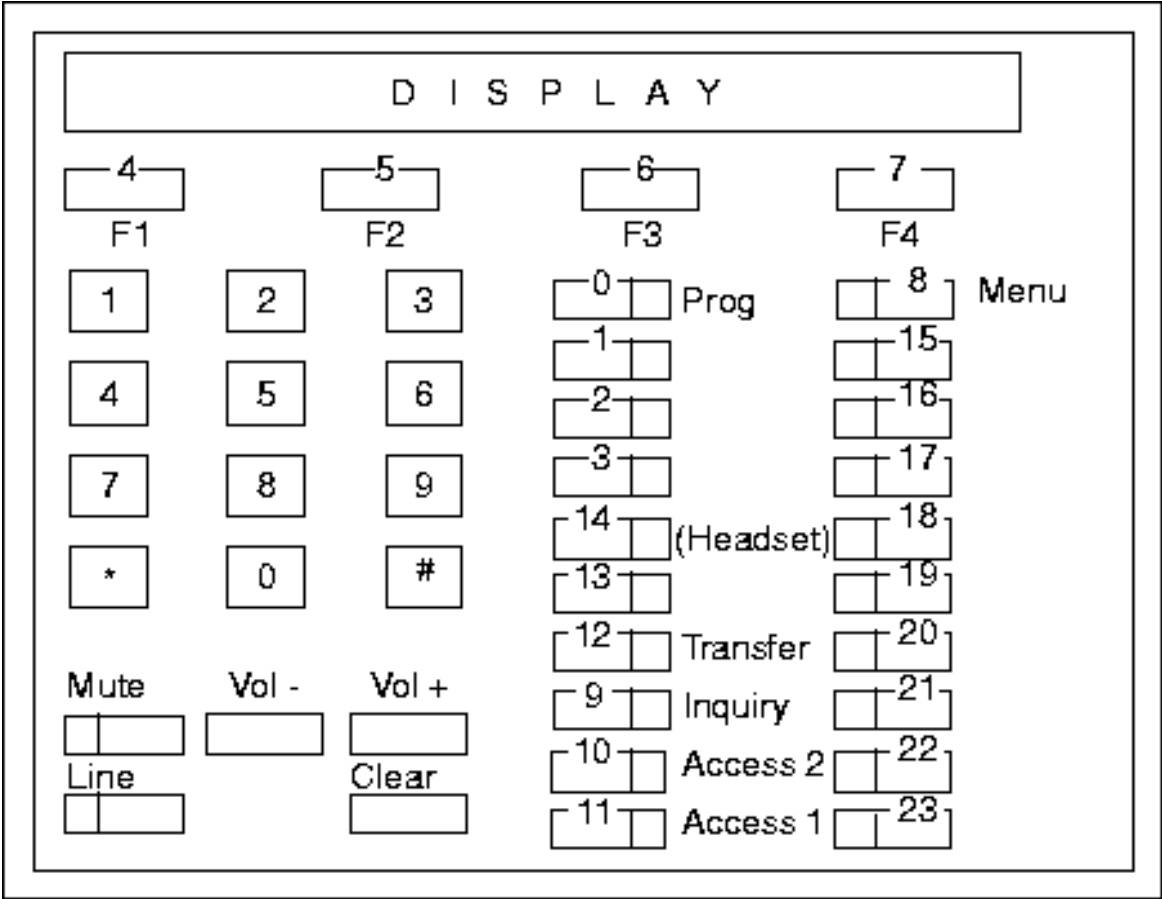 D I S P L A Y
4 5 6 7
F1 F2 F3 F4
1 2 3 0 Prog 8 Menu
1 15
4 5 6 2 16
7 8 9 3 17
14 (Headset) 18
* 0 # 13 19
12 Transfer 20
Mute Vol - Vol + 9 Inquiry 21
Line Clear 10 Access 2 22
11 Access 1 23